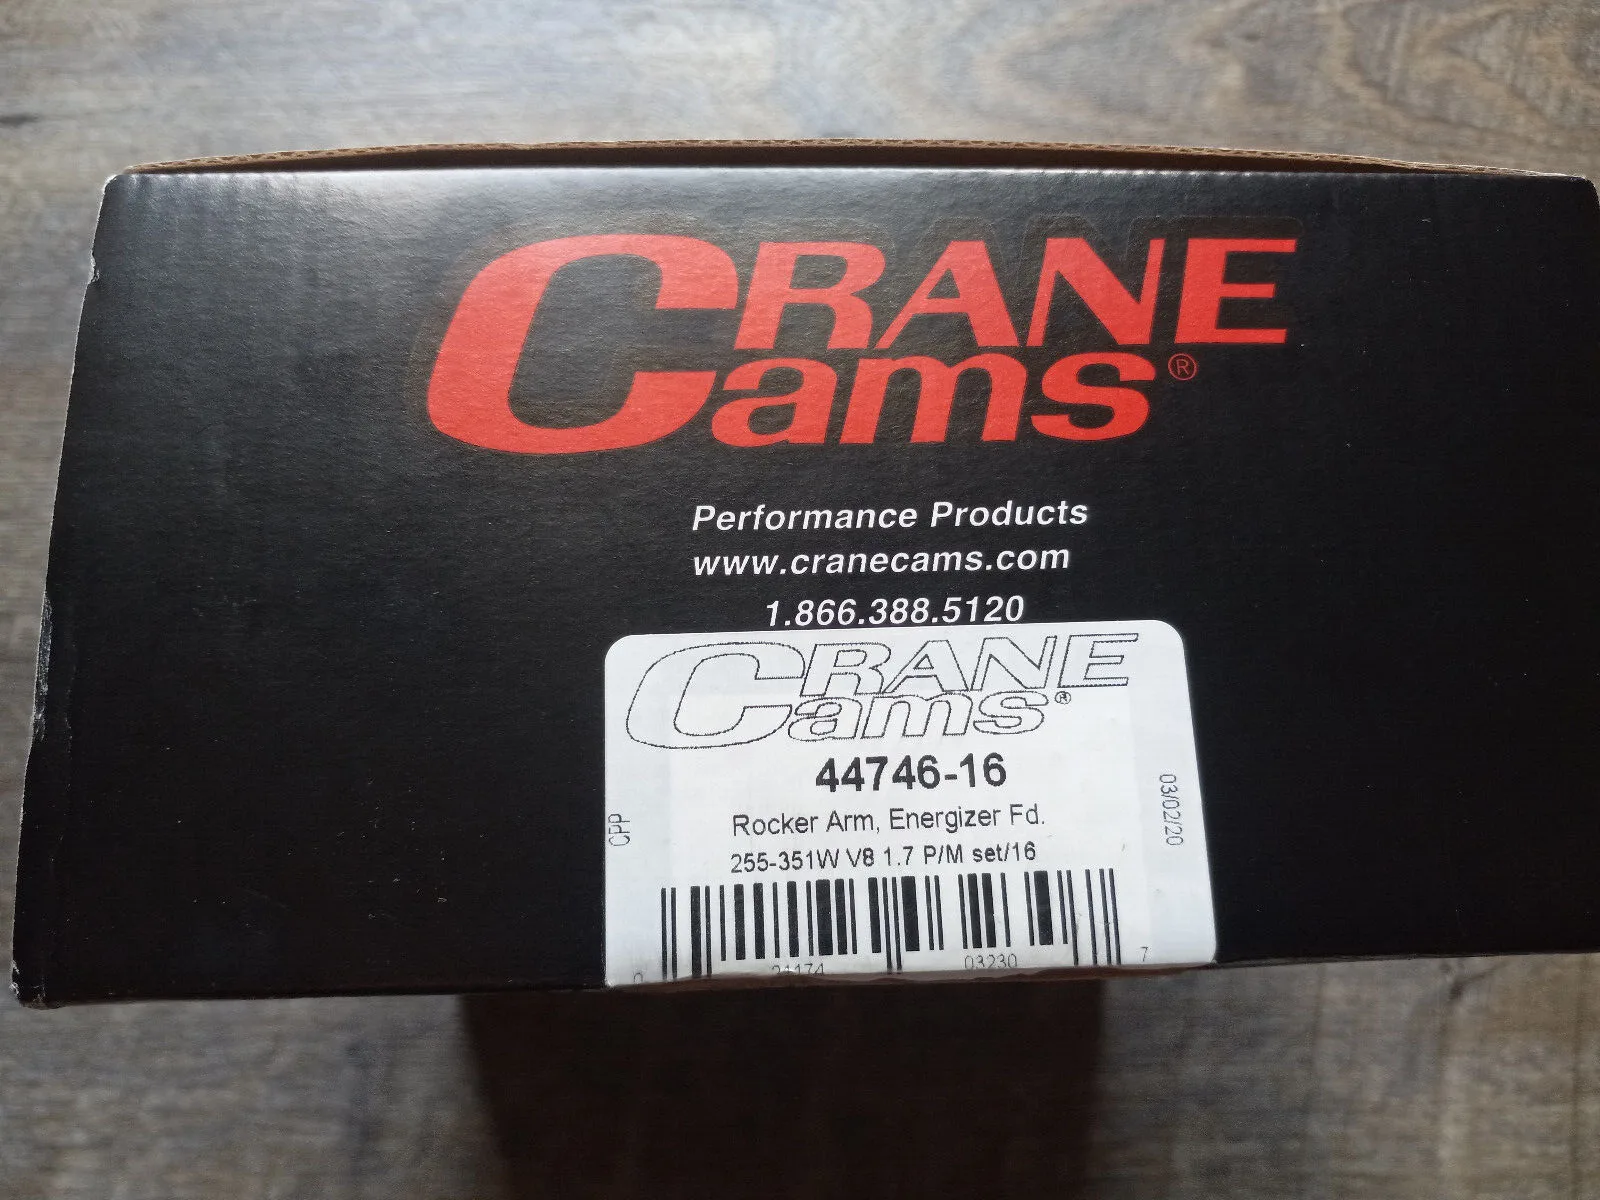 CRANE
Cams®
Performance Products
www.cranecams.com
1.866.388.5120
CRANE
Cams®
44746-16
Rocker Arm, Energizer Fd.
255-351W V8 1.7 P/M set/16
CPP
03/02/20
0 21174 03230 7